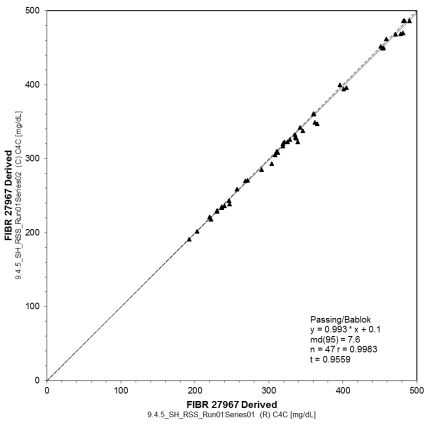 500
400
300
200
100
0
FIBR 27967 Derived
9.4.5_SH_RSS_Run01Series02 (C) C4C [mg/dL]
Passing/Bablok
y = 0.993 * x + 0.1
md(95) = 7.6
n = 47 r = 0.9983
t = 0.9559
0 100 200 300 400 500
FIBR 27967 Derived
9.4.5_SH_RSS_Run01Series01 (R) C4C [mg/dL]